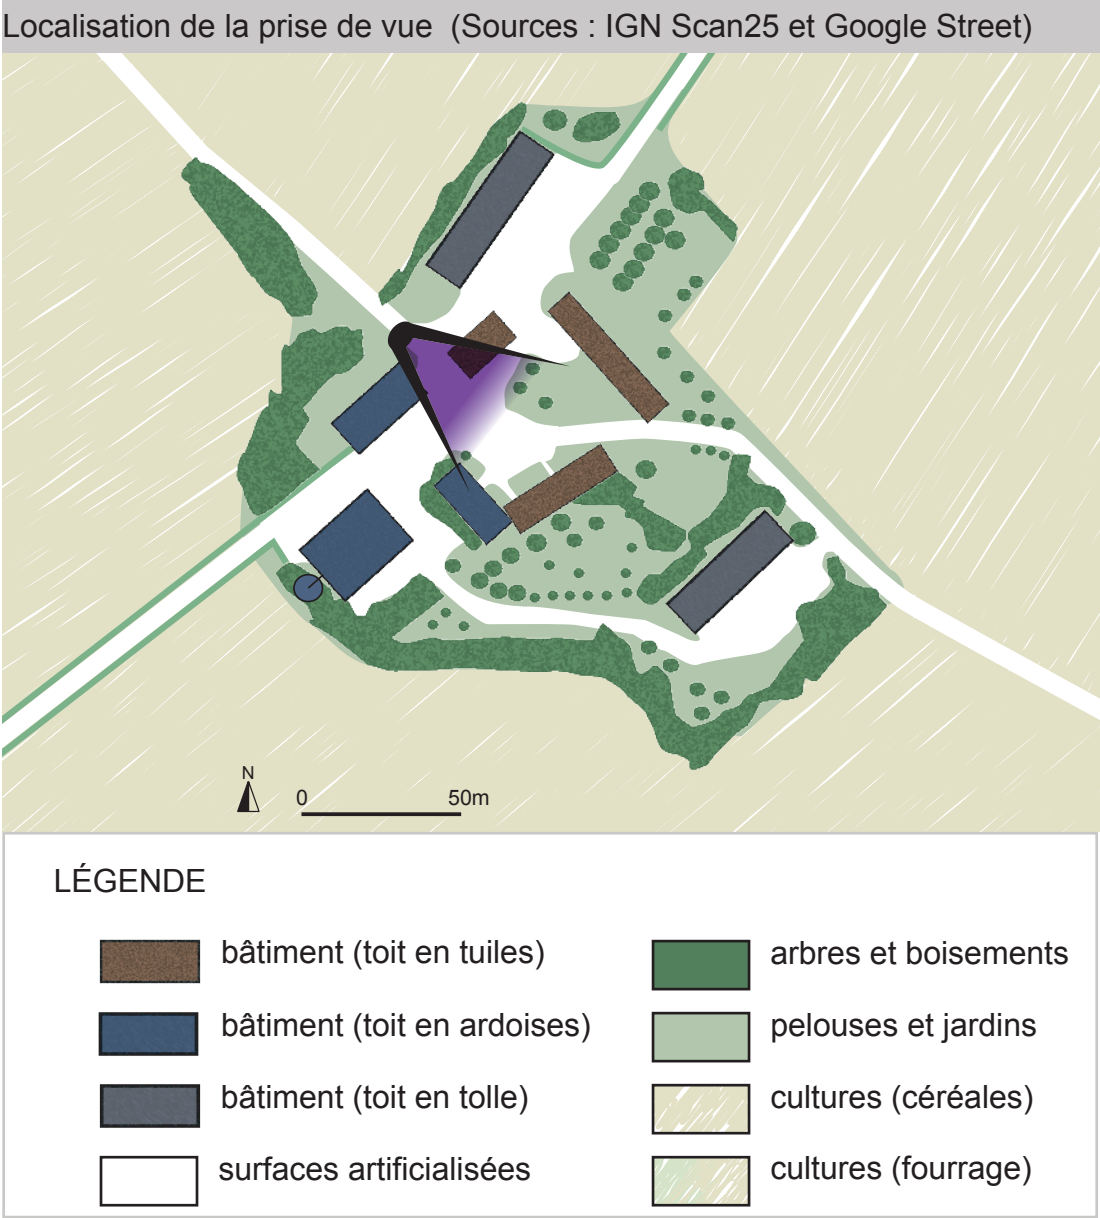 Localisation de la prise de vue (Sources : IGN Scan25 et Google Street)
N
0 50m
LÉGENDE
bâtiment (toit en tuiles)
bâtiment (toit en ardoises)
bâtiment (toit en tolle)
surfaces artificialisées
arbres et boisements
pelouses et jardins
cultures (céréales)
cultures (fourrage)